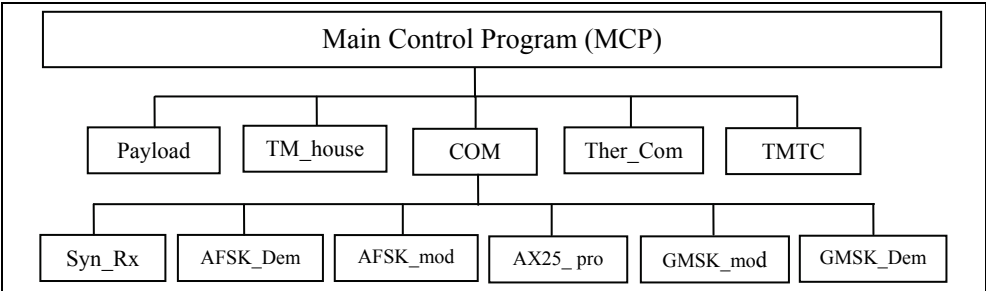 Main Control Program (MCP)
Payload TM_house COM Ther_Com TMTC
Syn_Rx AFSK_Dem AFSK_mod AX25_ pro GMSK_mod GMSK_Dem